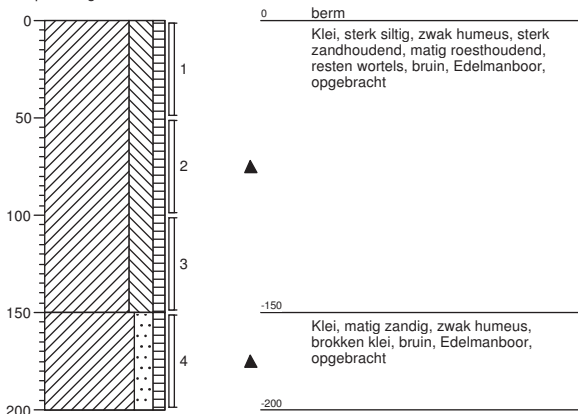 0
50
100
150
200
1
2
3
4
0 berm
Klei, sterk siltig, zwak humeus, sterk
zandhoudend, matig roesthoudend,
resten wortels, bruin, Edelmanboor,
opgebracht
-150
Klei, matig zandig, zwak humeus,
brokken klei, bruin, Edelmanboor,
opgebracht
-200